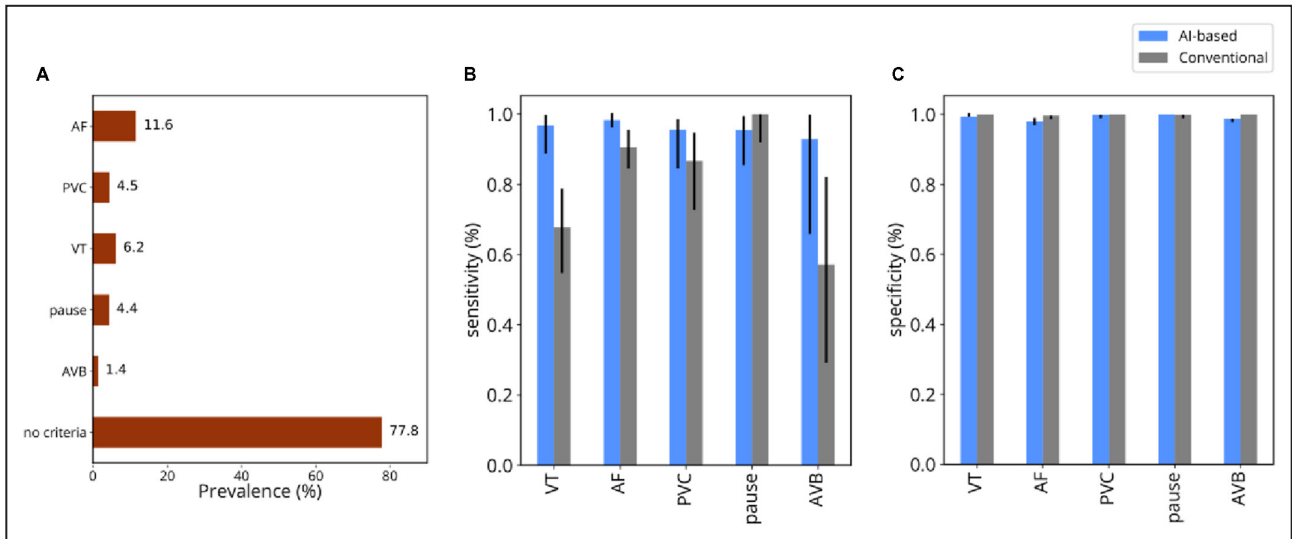 AI-based
Conventional
A
AF
11.6
PVC
4.5
VT
6.2
pause
4.4
AVB
1.4
no criteria
77.8
0 20 40 60 80
Prevalence (%)
B
sensitivity (%)
1.0
0.8
0.6
0.4
0.2
0.0
VT AF PVC pause AVB
C
specificity (%)
1.0
0.8
0.6
0.4
0.2
0.0
VT AF PVC pause AVB